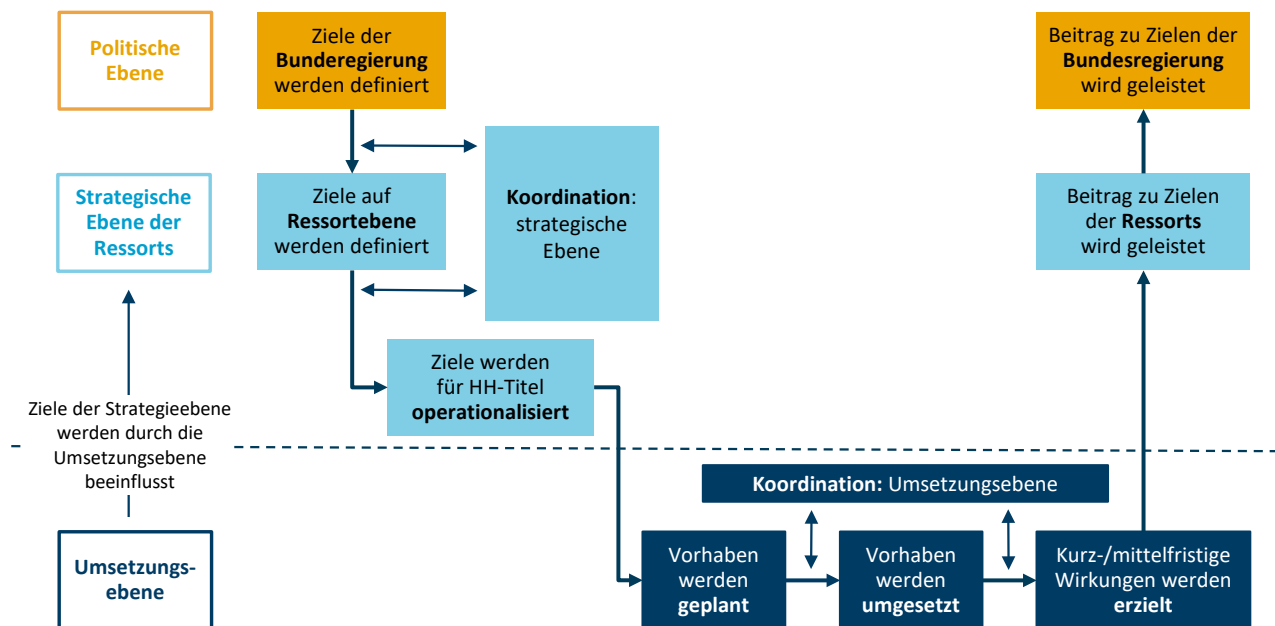 Politische
Ebene
Ziele der
Bunderegierung
werden definiert
Beitrag zu Zielen der
Bundesregierung
wird geleistet
Strategische
Ebene der
Ressorts
Ziele auf
Ressortebene
werden definiert
Koordination:
strategische
Ebene
Beitrag zu Zielen
der Ressorts
wird geleistet
Ziele werden
für HH-Titel
operationalisiert
Ziele der Strategieebene
werden durch die
Umsetzungsebene
beeinflusst
Koordination: Umsetzungsebene
Umsetzungs-
ebene
Vorhaben
werden
geplant
Vorhaben
werden
umgesetzt
Kurz-/mittelfristige
Wirkungen werden
erzielt